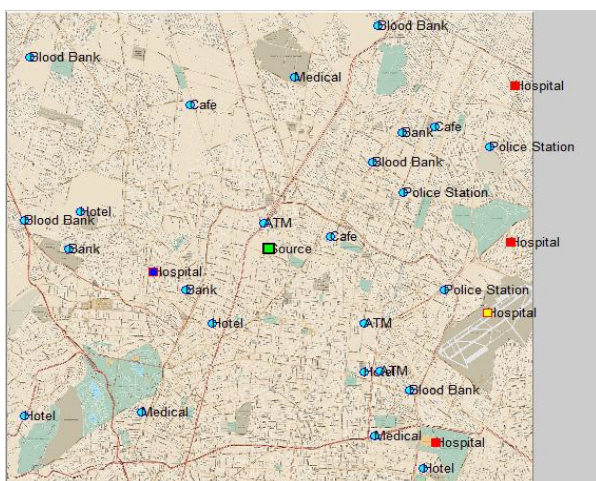 Blood Bank
Blood Bank
Medical
Hospital
Cafe
Cafe
Bank
Police Station
Blood Bank
Police Station
Hotel
Blood Bank
ATM
Cafe
Hospital
Bank
Source
Hospital
Bank
Police Station
Hospital
Hotel
ATM
Hotel
ATM
Blood Bank
Medical
Hotel
Medical
Hospital
Hotel